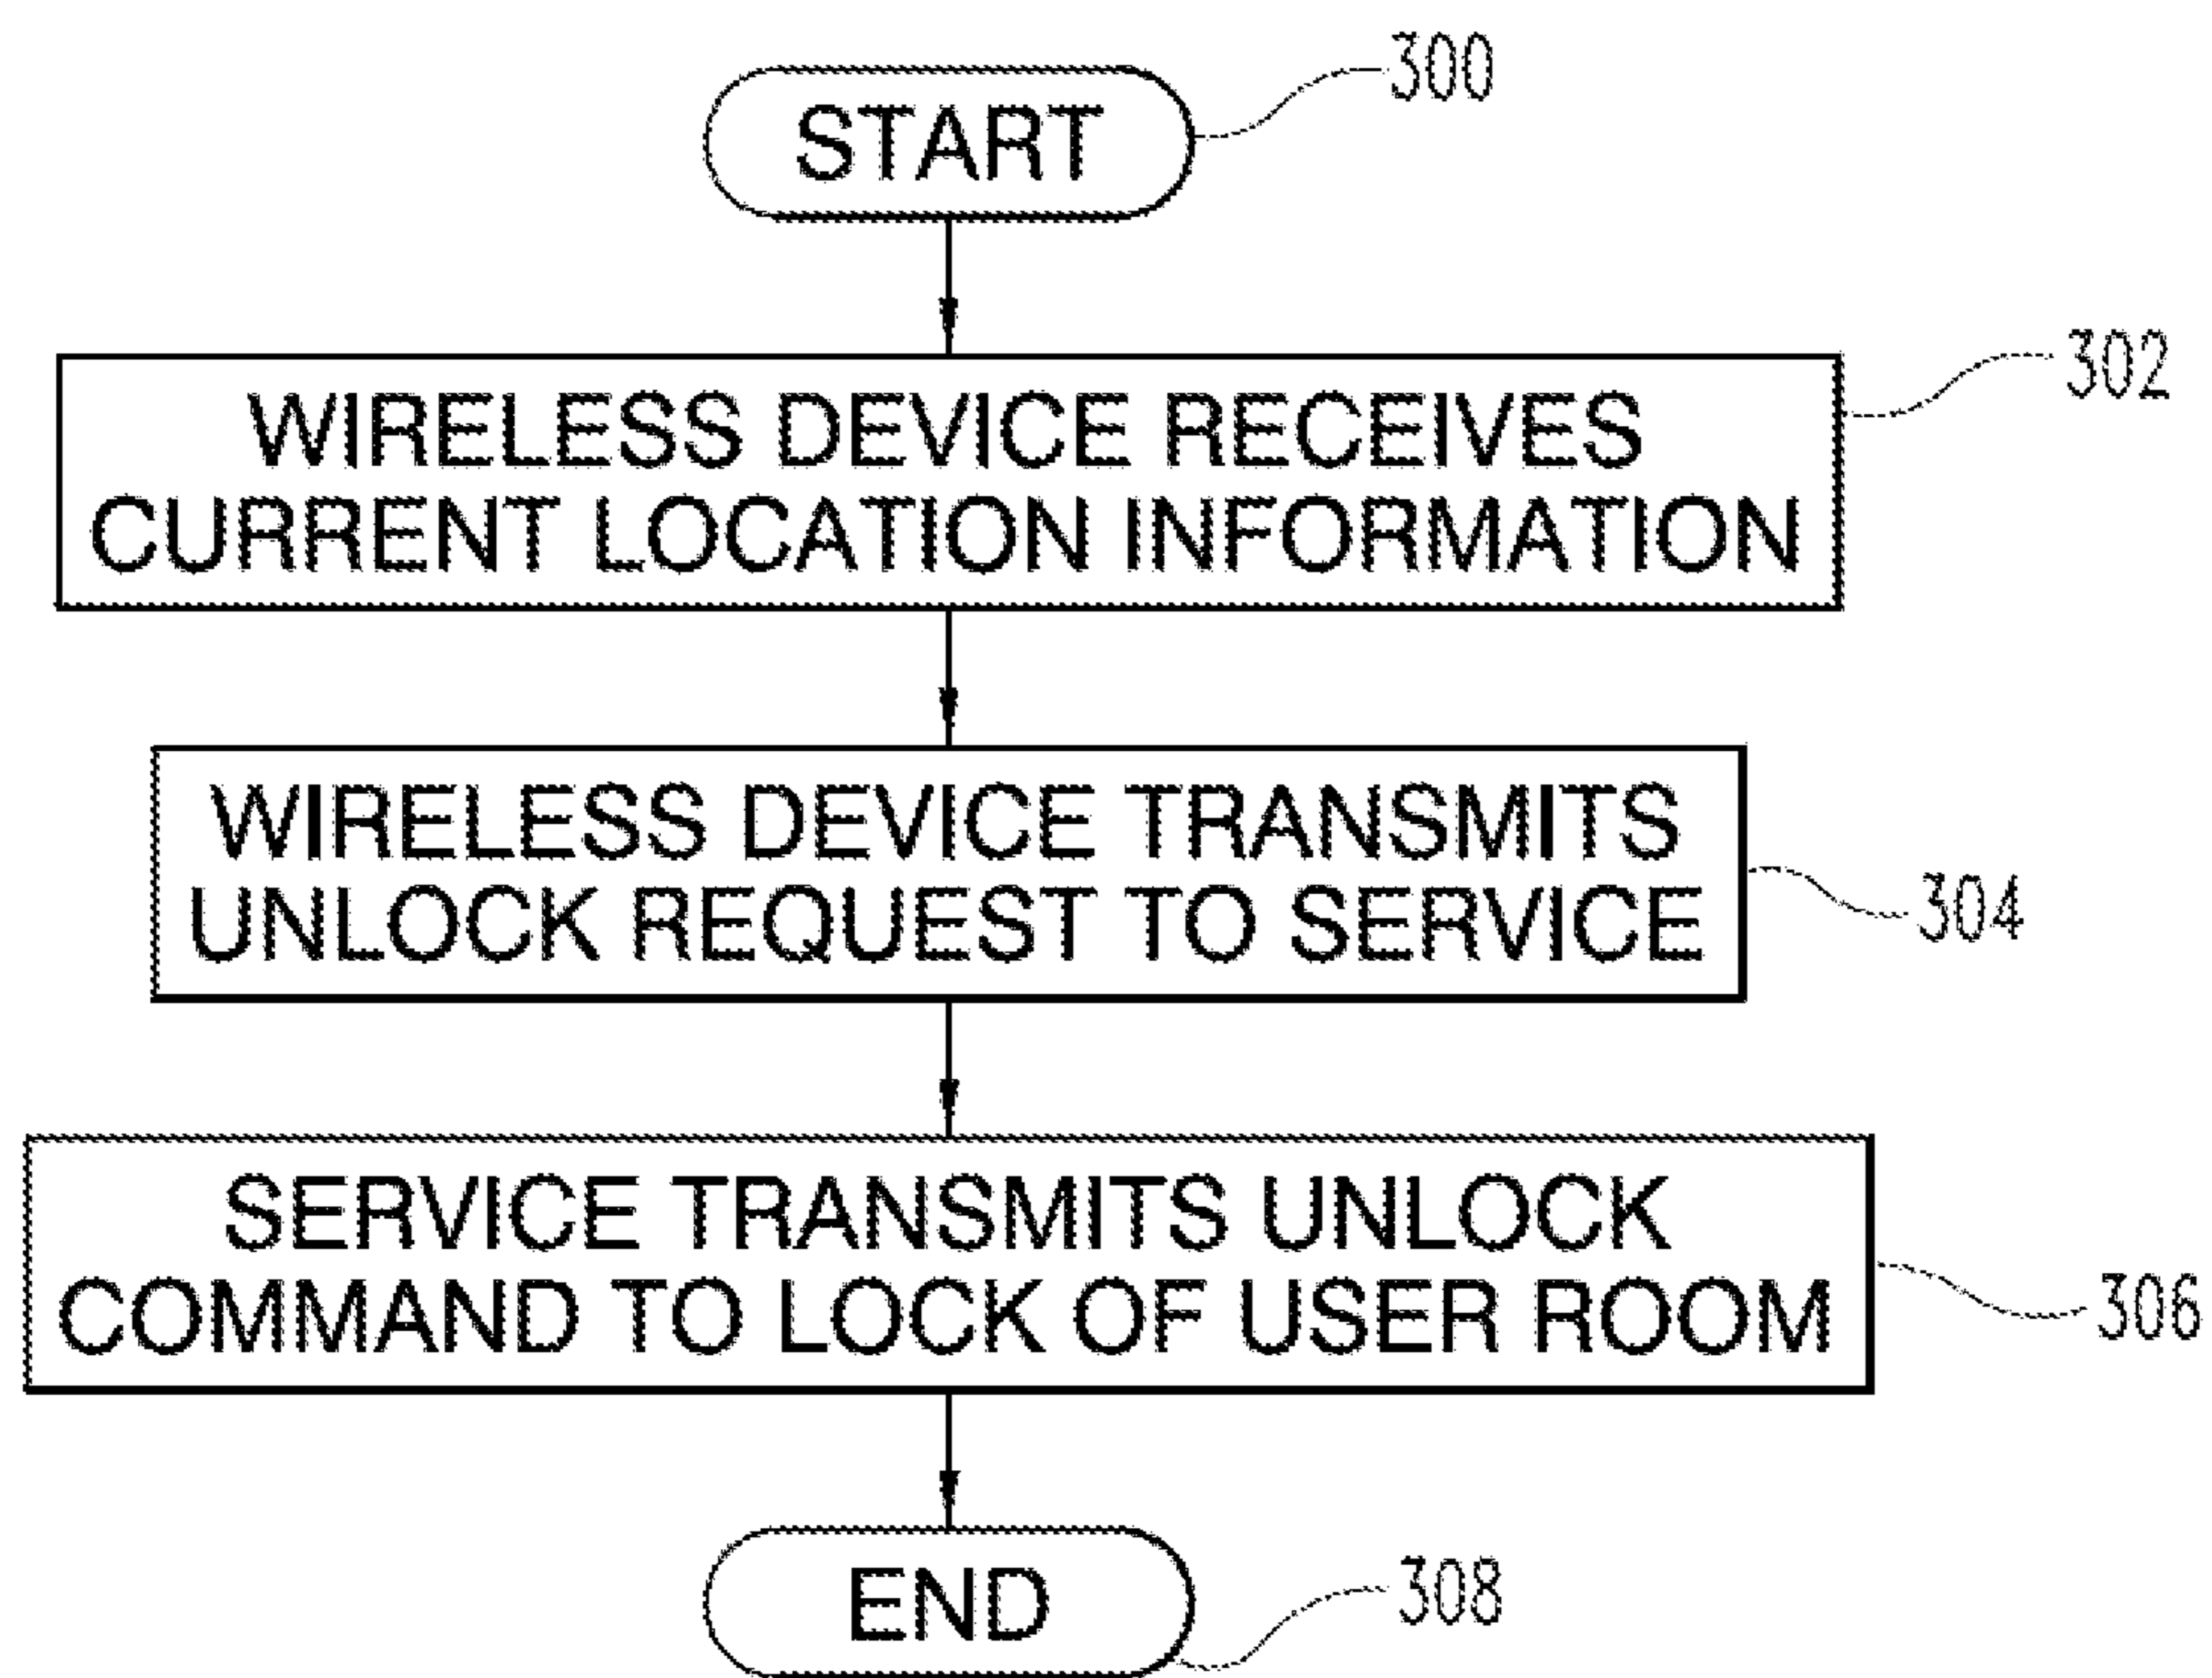 START
300
WIRELESS DEVICE RECEIVES
CURRENT LOCATION INFORMATION
302
WIRELESS DEVICE TRANSMITS
UNLOCK REQUEST TO SERVICE
304
SERVICE TRANSMITS UNLOCK
COMMAND TO LOCK OF USER ROOM
306
END
308